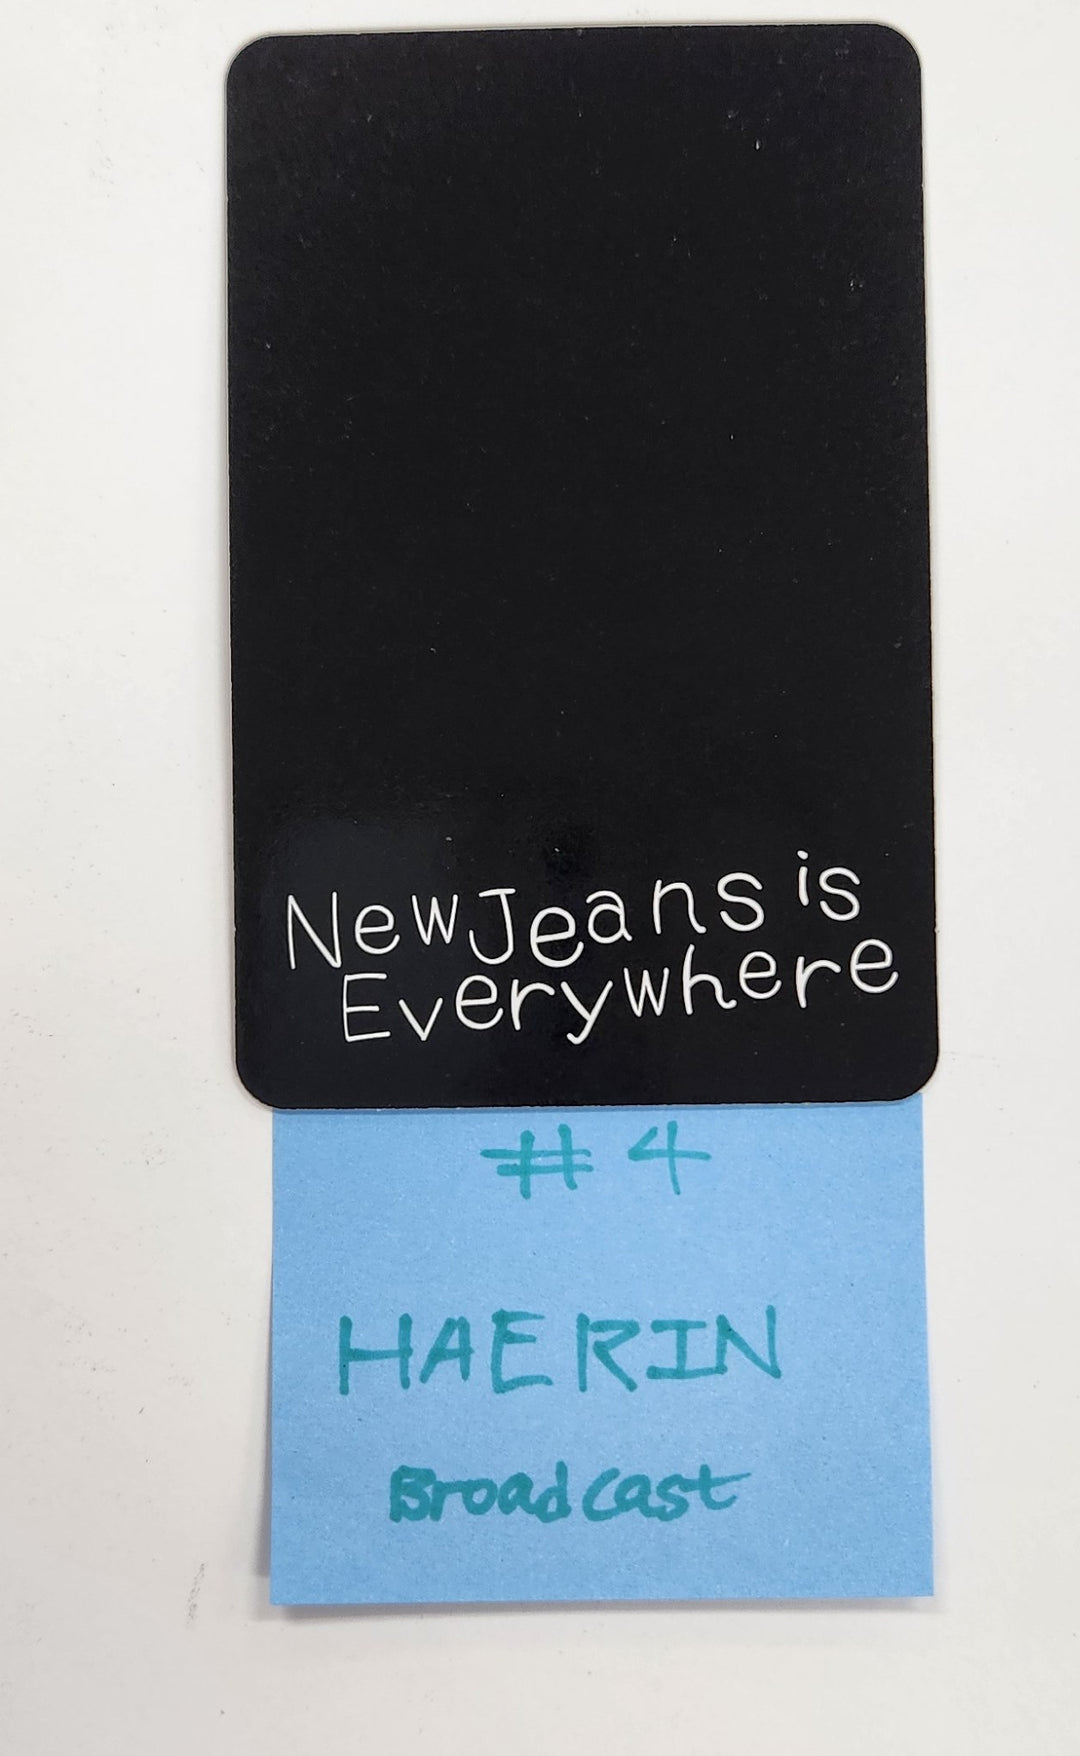 NewJeans is
Everywhere
# 4
HAERIN
Broadcast